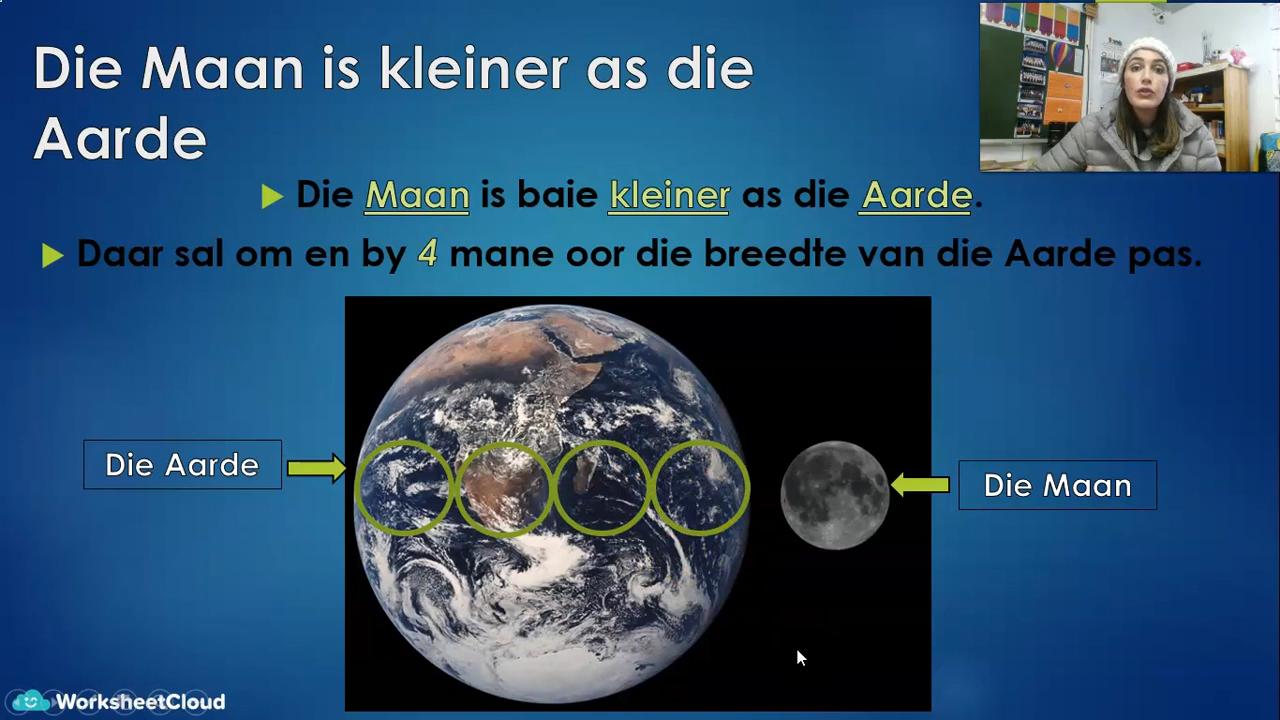 Die Maan is kleiner as die
Aarde
Die Maan is baie kleiner as die Aarde.
Daar sal om en by 4 mane oor die breedte van die Aarde pas.
Die Aarde
Die Maan
WorksheetCloud